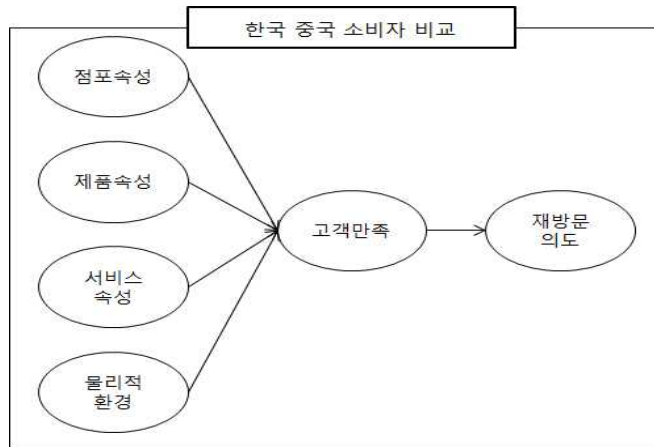 한국 중국 소비자 비교
점포속성
제품속성
서비스
속성
물리적
환경
고객만족
재방문
의도